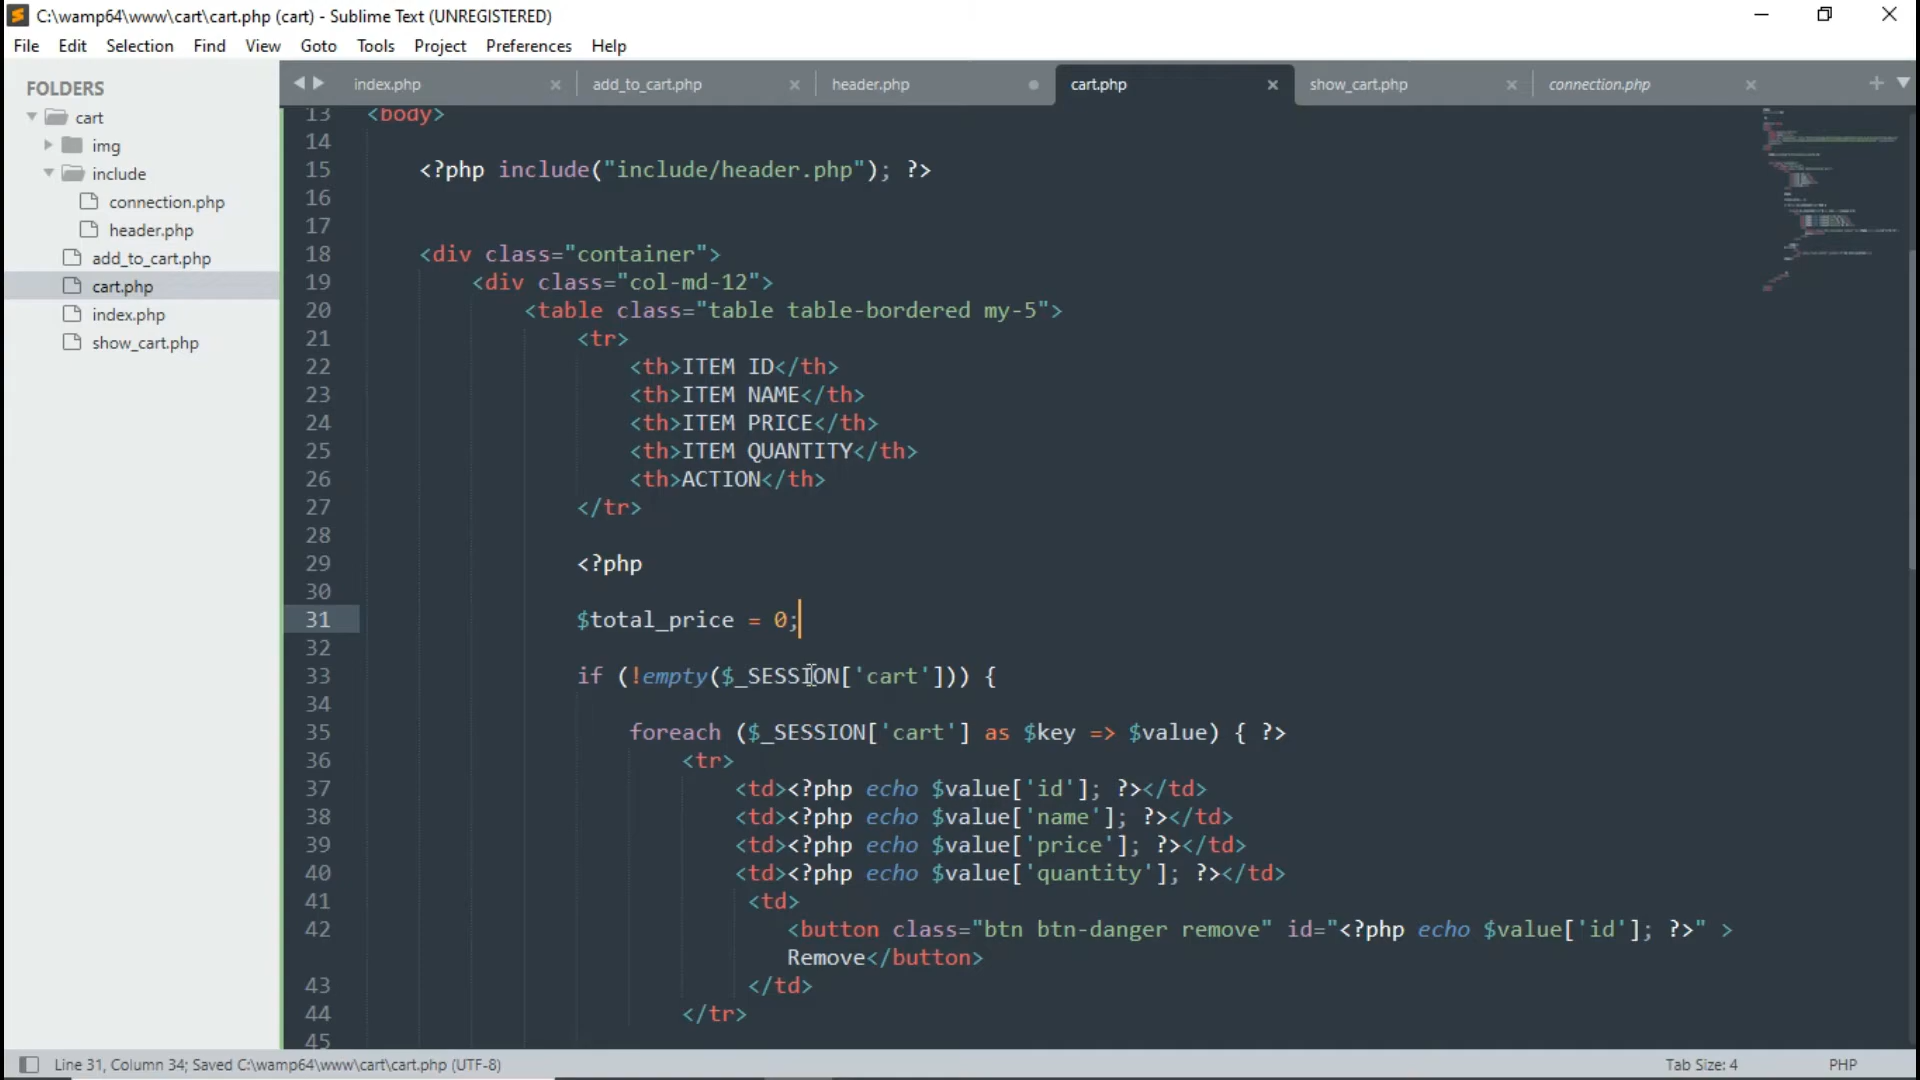 C:\wamp64\www\cart\cart.php (cart) - Sublime Text (UNREGISTERED)
File Edit Selection Find View Goto Tools Project Preferences Help
FOLDERS
cart
img
include
connection.php
header.php
add_to_cart.php
cart.php
index.php
show_cart.php
index.php add_to_cart.php header.php cart.php show_cart.php connection.php
13 <body>
14
15 <?php include("include/header.php"); ?>
16
17
18 <div class="container">
19 <div class="col-md-12">
20 <table class="table table-bordered my-5">
21 <tr>
22 <th>ITEM ID</th>
23 <th>ITEM NAME</th>
24 <th>ITEM PRICE</th>
25 <th>ITEM QUANTITY</th>
26 <th>ACTION</th>
27 </tr>
28
29 <?php
30
31 $total_price = 0;
32
33 if (!empty($_SESSION['cart'])) {
34
35 foreach ($_SESSION['cart'] as $key => $value) { ?>
36 <tr>
37 <td><?php echo $value['id']; ?></td>
38 <td><?php echo $value['name']; ?></td>
39 <td><?php echo $value['price']; ?></td>
40 <td><?php echo $value['quantity']; ?></td>
41 <td>
42 <button class="btn btn-danger remove" id="<?php echo $value['id']; ?>" >
Remove</button>
43 </td>
44 </tr>
45
Line 31, Column 34; Saved C:\wamp64\www\cart\cart.php (UTF-8)
Tab Size: 4
PHP